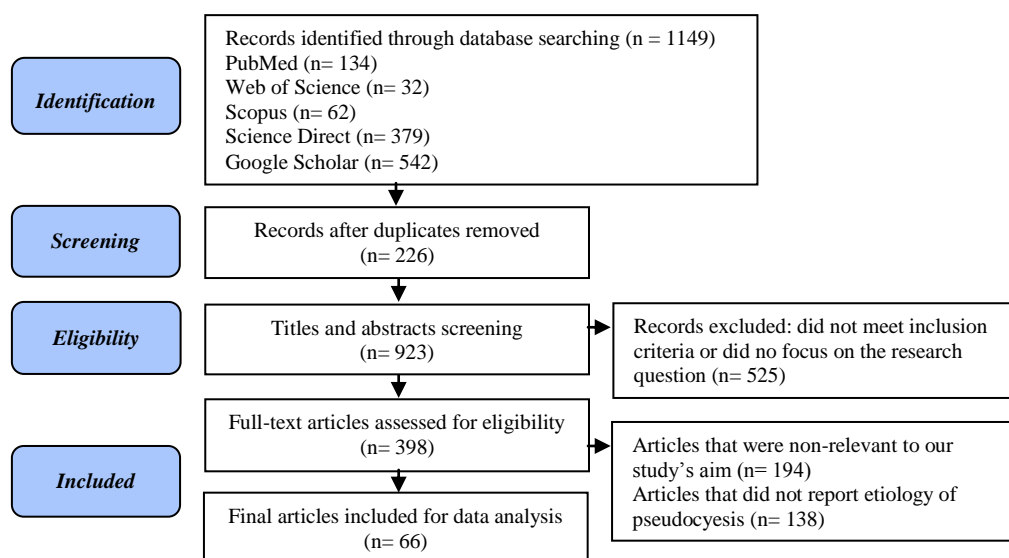 Records identified through database searching (n = 1149)
PubMed (n= 134)
Web of Science (n= 32)
Scopus (n= 62)
Science Direct (n= 379)
Google Scholar (n= 542)
Identification
Records after duplicates removed
(n= 226)
Screening
Titles and abstracts screening
(n= 923)
Eligibility
Records excluded: did not meet inclusion
criteria or did no focus on the research
question (n= 525)
Full-text articles assessed for eligibility
(n= 398)
Articles that were non-relevant to our
study's aim (n= 194)
Articles that did not report etiology of
pseudocyesis (n= 138)
Included
Final articles included for data analysis
(n= 66)